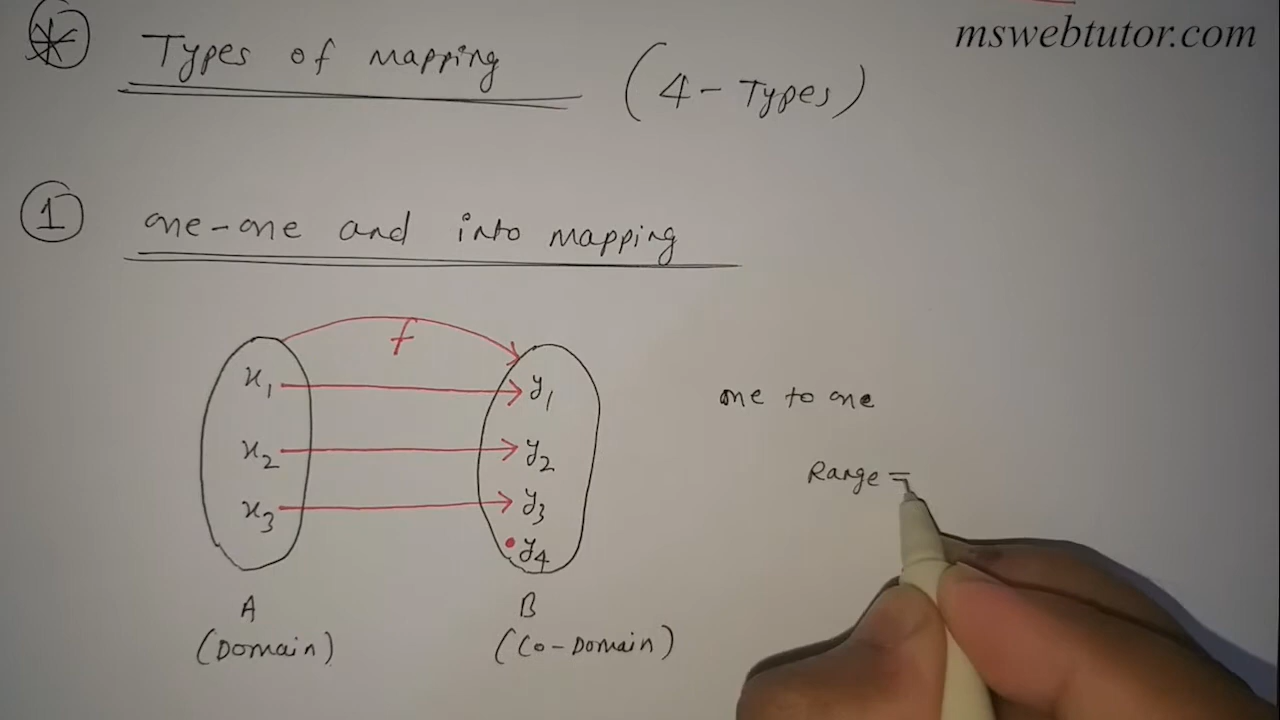 mswebtutor.com
* Types of mapping (4 - Types)
1 one-one and into mapping
f
x1 y1
x2 y2
x3 y3
y4
one to one
Range =
A B
(Domain) (Co-Domain)